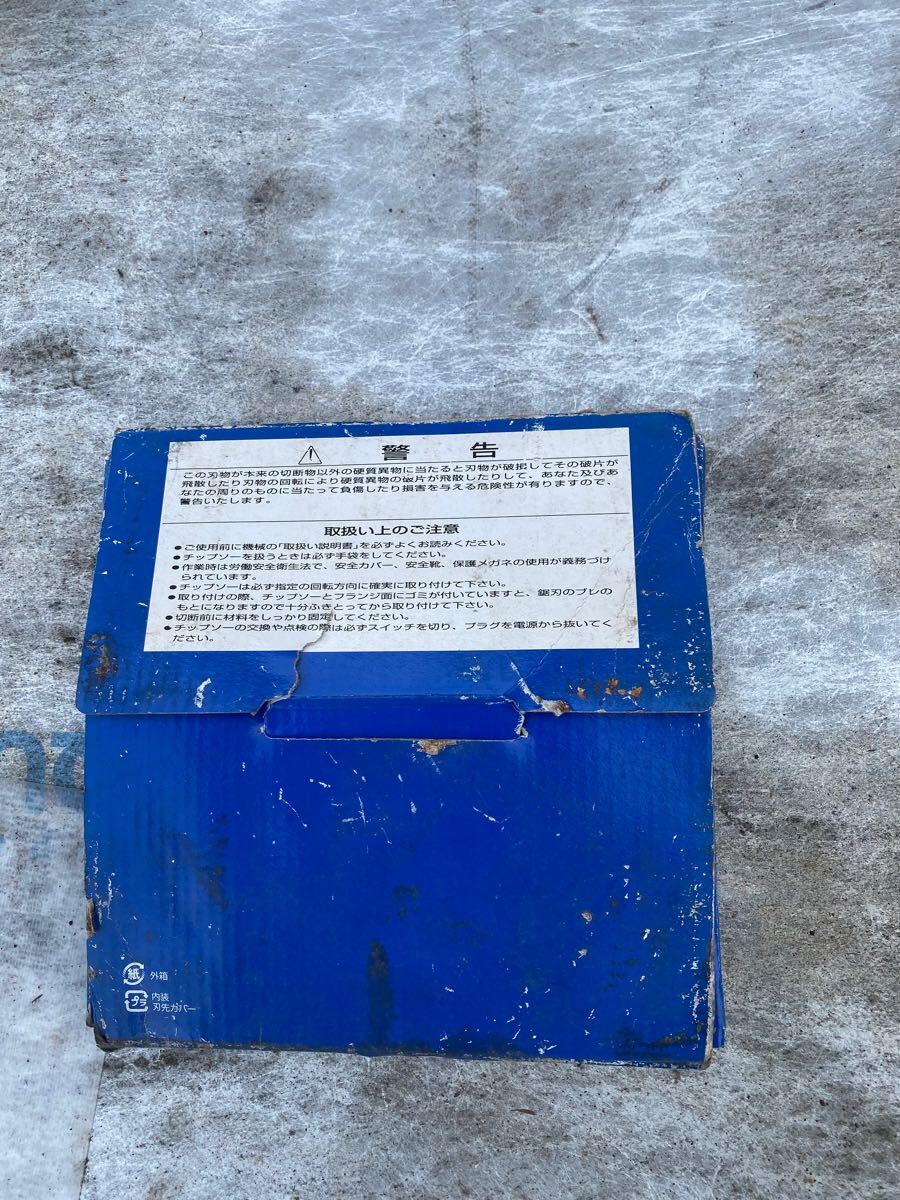 警告
この刃物が本来の切断物以外の硬質異物に当たると刃物が破損してその破片が
飛散したり刃物の回転により硬質異物の破片が飛散したりして、あなた及びあ
なたの周りのものに当たって負傷したり損害を与える危険性が有りますので、
警告いたします。
取扱い上のご注意
●ご使用前に機械の「取扱い説明書」を必ずよくお読みください。
●チップソーを扱うときは必ず手袋をしてください。
●作業時は労働安全衛生法で、安全カバー、安全靴、保護メガネの使用が義務づけ
られています。
●チップソーは必ず指定の回転方向に確実に取り付けて下さい。
●取り付けの際、チップソーとフランジ面にゴミが付いていますと、鋸刃のブレの
もとになりますので十分ふきとってから取り付けて下さい。
●切断前に材料をしっかり固定してください。
●チップソーの交換や点検の際は必ずスイッチを切り、プラグを電源から抜いてく
ださい。
紙 外箱
プラ 内装
刃先カバー